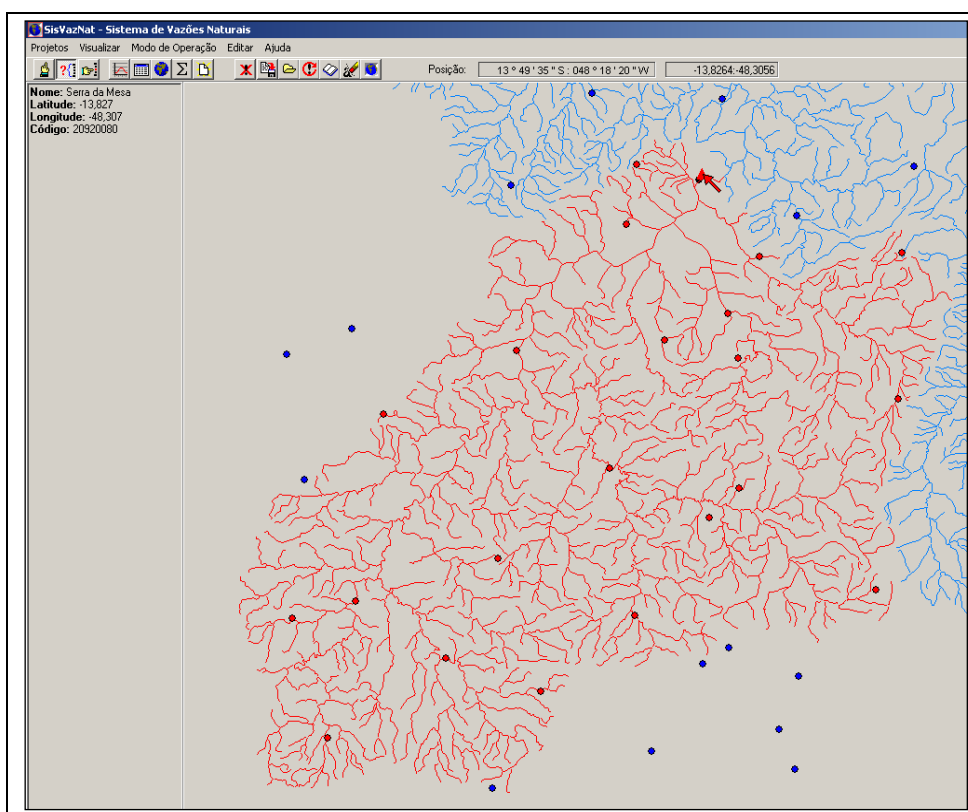 SisVazNat - Sistema de Vazões Naturais
Projetos Visualizar Modo de Operação Editar Ajuda
Posição: 13 º 49 ' 35 " S : 048 º 18 ' 20 " W -13,8264:-48,3056
Nome: Serra da Mesa
Latitude: -13,827
Longitude: -48,307
Código: 20920080